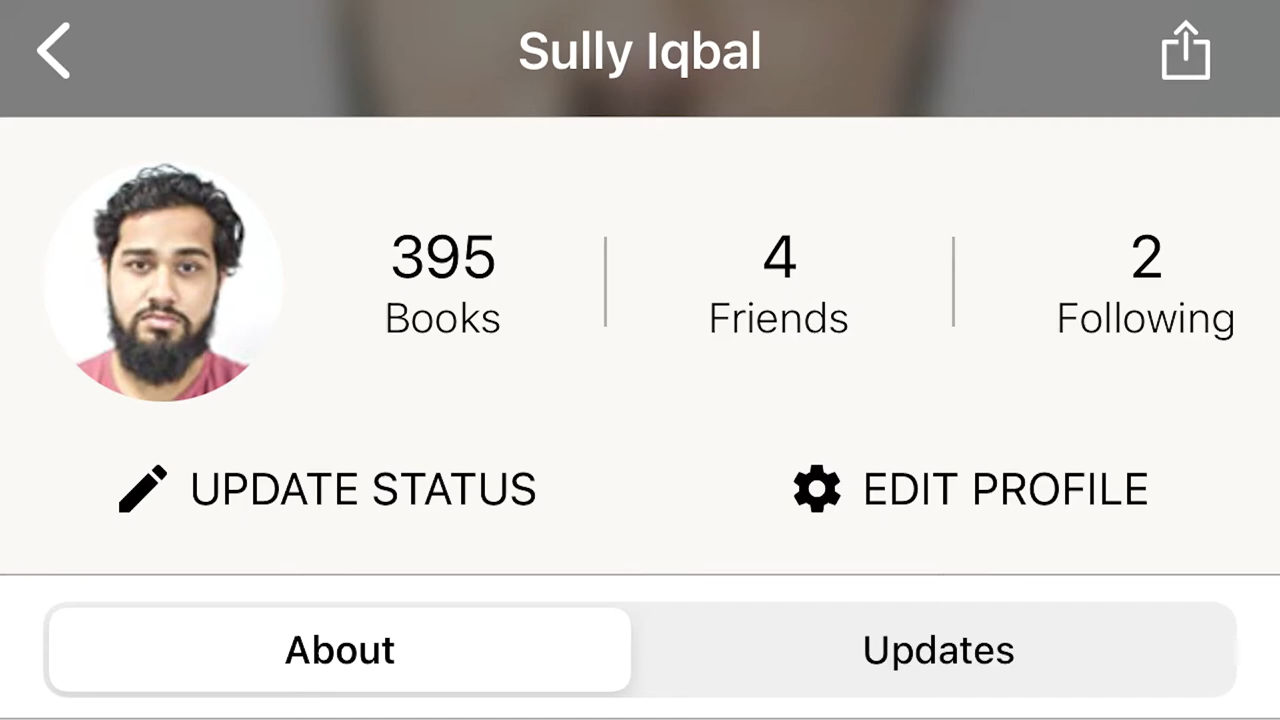 Sully Iqbal
395 4 2
Books Friends Following
UPDATE STATUS EDIT PROFILE
About Updates